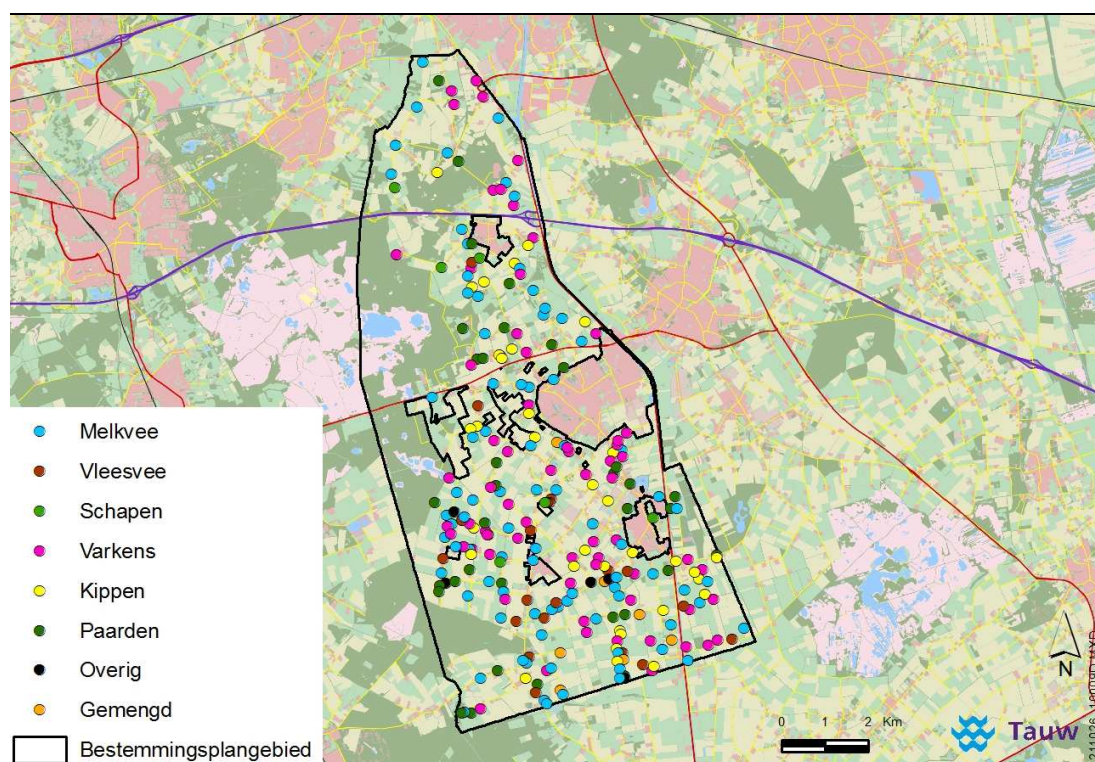 Melkvee
Vleesvee
Schapen
Varkens
Kippen
Paarden
Overig
Gemengd
Bestemmingsplangebied
N
0 1 2 Km
Tauw